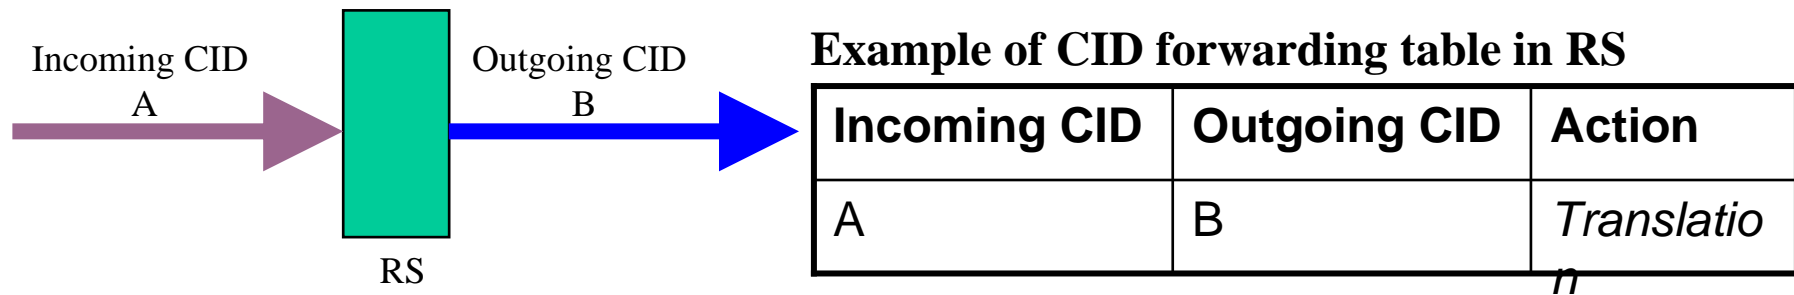 Incoming CID
A
RS
Outgoing CID
B
Example of CID forwarding table in RS
Incoming CID Outgoing CID Action
A B Translatio
n